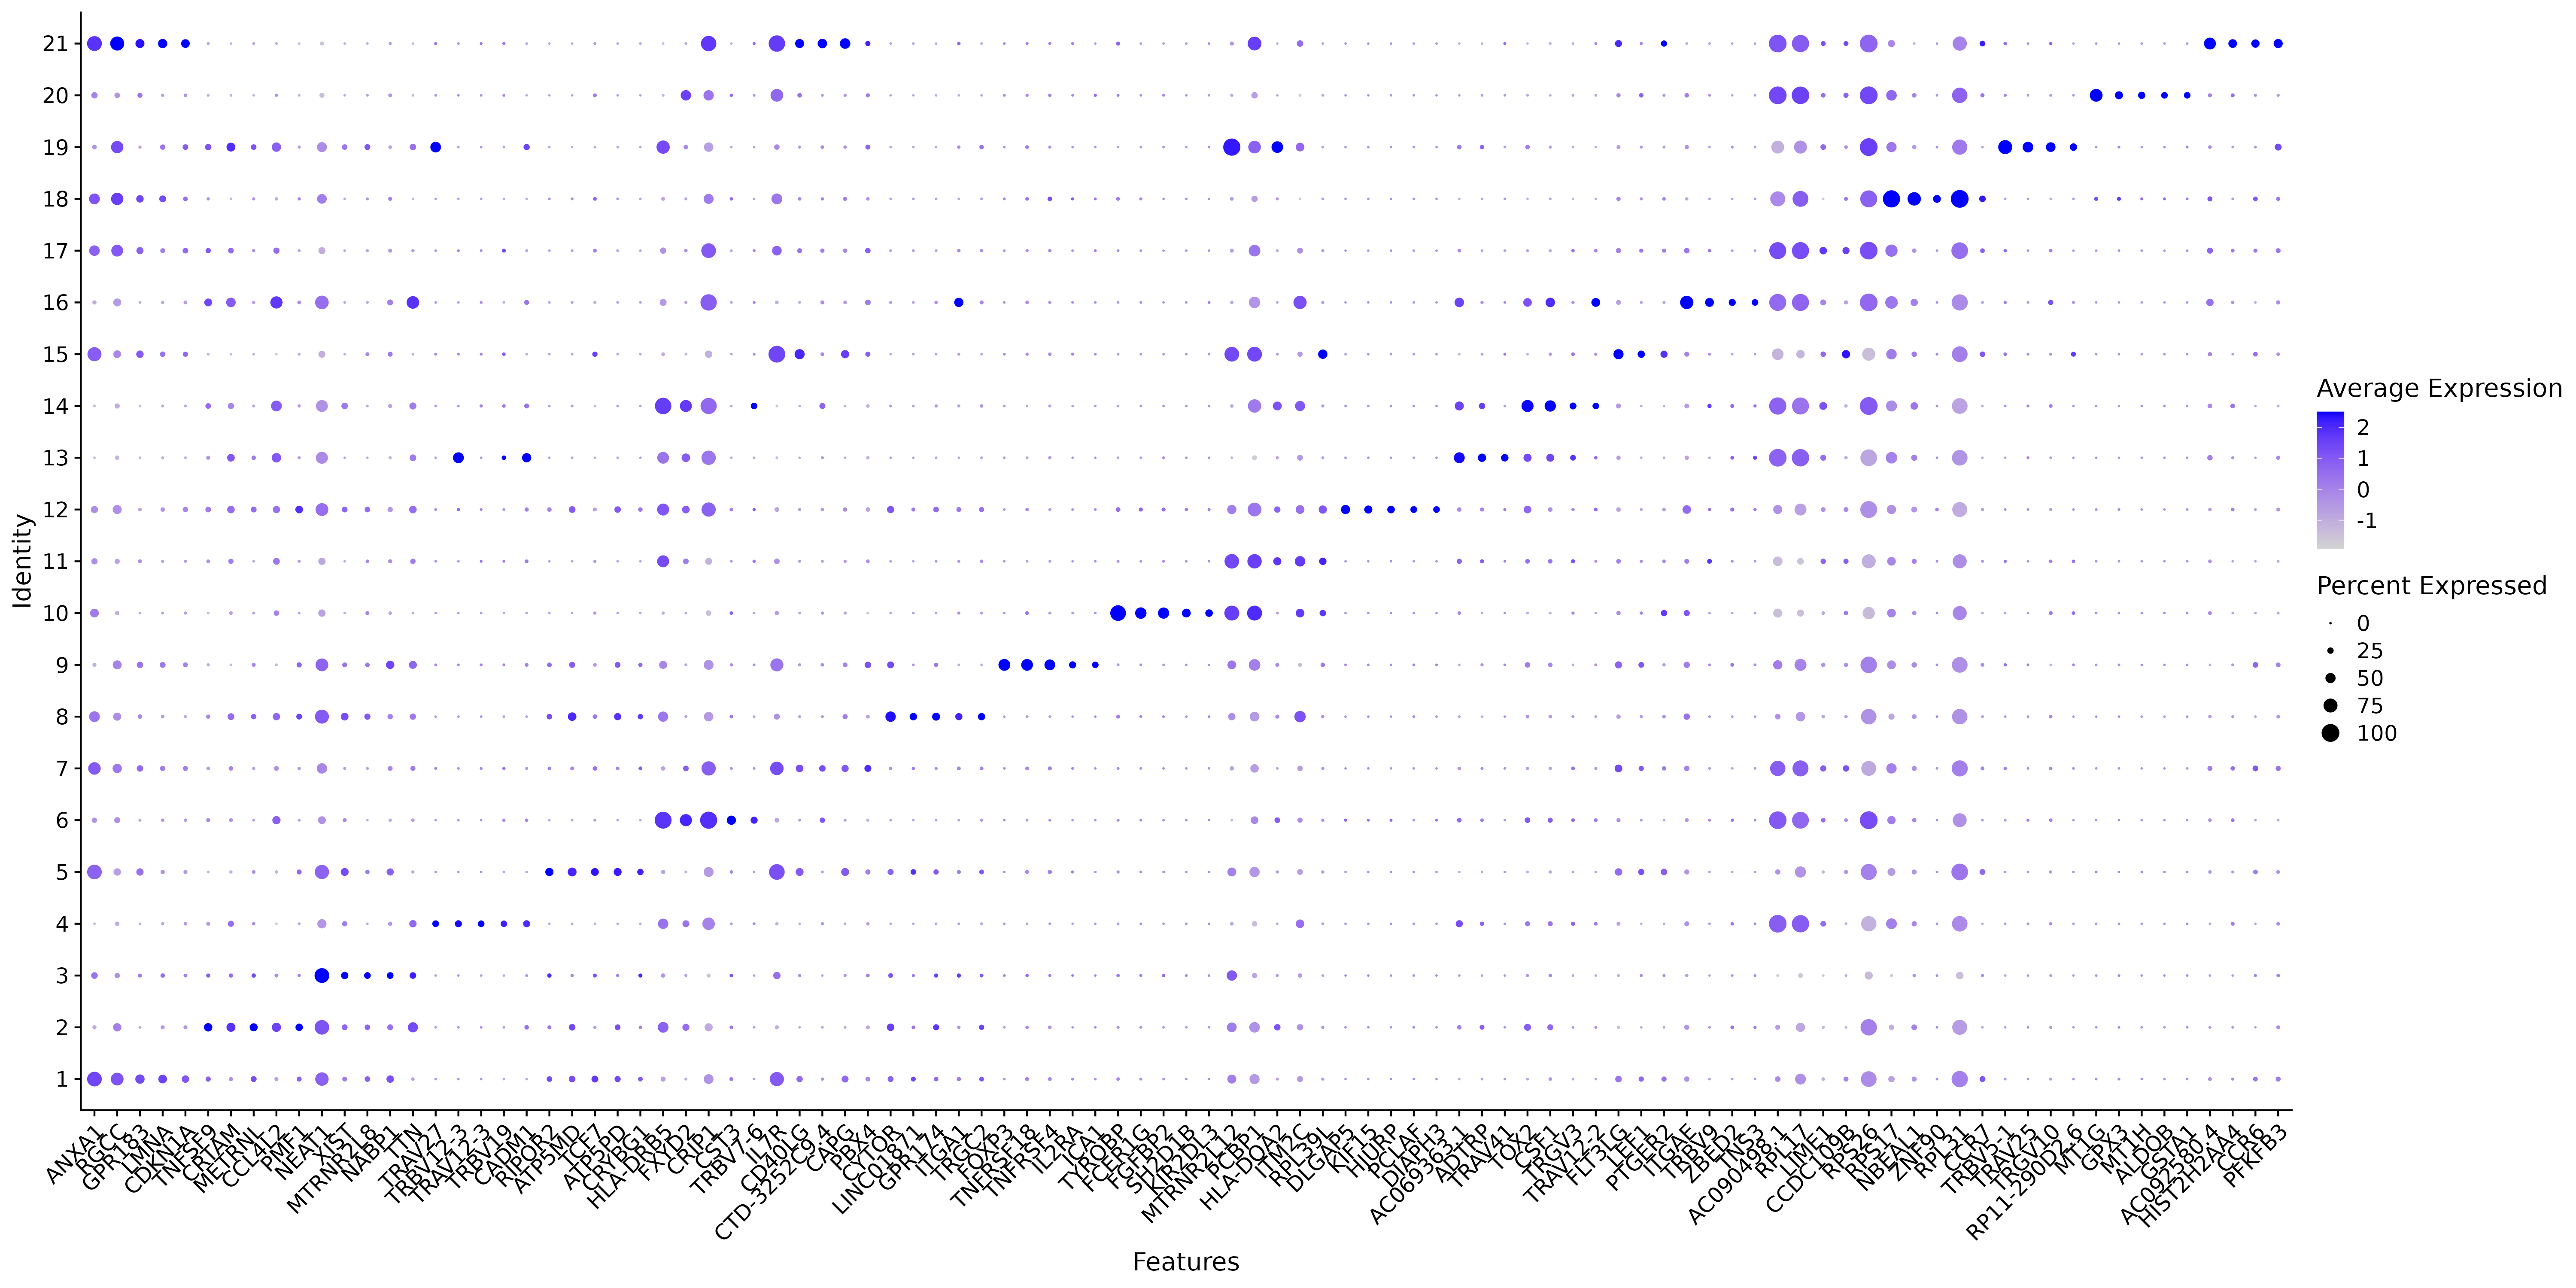 21
20
19
18
17
16
15
14
13
12
11
10
9
8
7
6
5
4
3
2
1
Identity
ANXA1
RGCC
GPR183
LMNA
CDKN1A
TNFSF9
CRTAM
METRNL
CCL4L2
PMF1
NEAT1
XIST
MTRNR2L8
NABP1
TTN
TRAV27
TRBV12-3
TRAV12-3
TRBV19
CADM1
RIPOR2
ATP5MD
TCF7
ATP5PD
CRYBG1
HLA-DRB5
FXYD2
CRIP1
CST3
TRBV7-6
IL7R
CD40LG
CTD-3252C9.4
CAPG
PBX4
CYTOR
LINC01871
GPR174
ITGA1
TRGC2
FOXP3
TNFRSF18
TNFRSF4
IL2RA
ICA1
TYROBP
FCER1G
FGFBP2
SH2D1B
KIR2DL3
MTRNR2L12
PCBP1
HLA-DQA2
ITM2C
RPL39L
DLGAP5
KIF15
HJURP
PCLAF
DIAPH3
AC069363.1
ADTRP
TRAV41
TOX2
CSF1
TRGV3
TRAV12-2
FLT3LG
LEF1
PTGER2
ITGAE
TRBV9
ZBED2
TNS3
AC090498.1
RPL17
LIME1
CCDC109B
RPS26
RPS17
NBEAL1
ZNF90
RPL31
CCR7
TRBV5-1
TRAV25
TRGV10
RP11-290D2.6
MT1G
GPX3
MT1H
ALDOB
GSTA1
AC092580.4
HIST2H2AA4
CCR6
PFKFB3
Features
Average Expression
2
1
0
-1
Percent Expressed
0
25
50
75
100